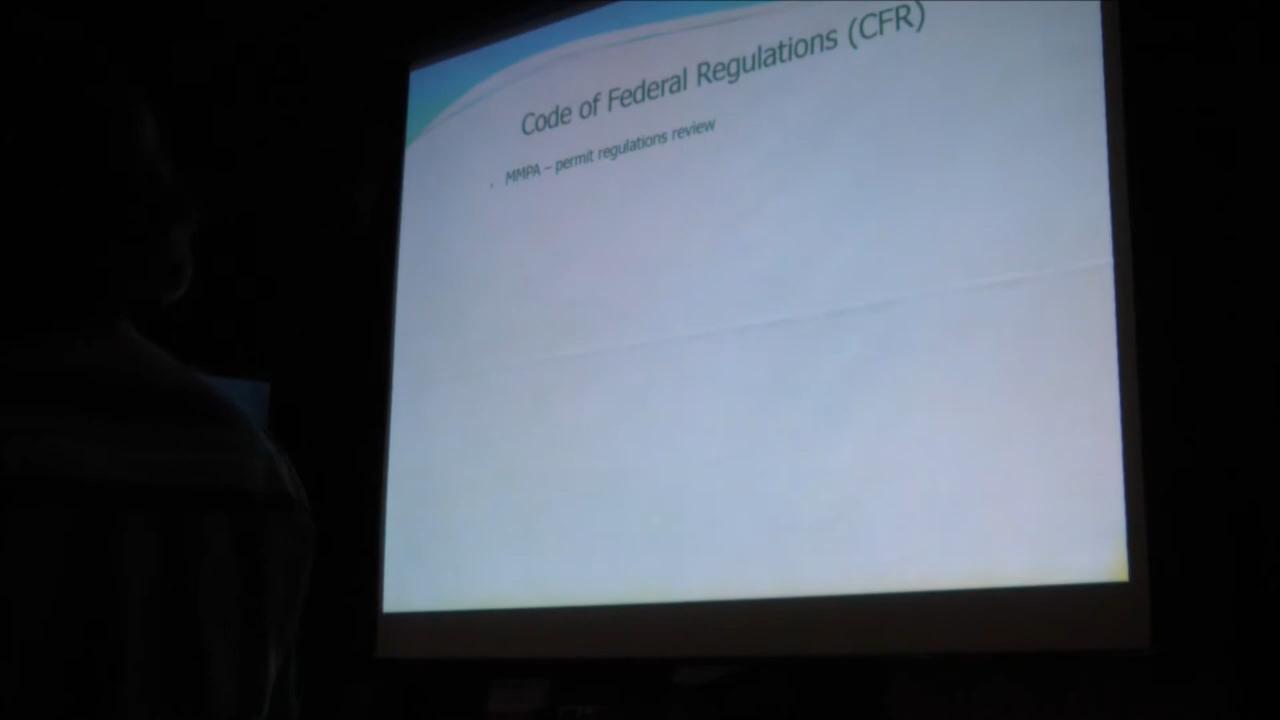 Code of Federal Regulations (CFR)
MMPA – permit regulations review